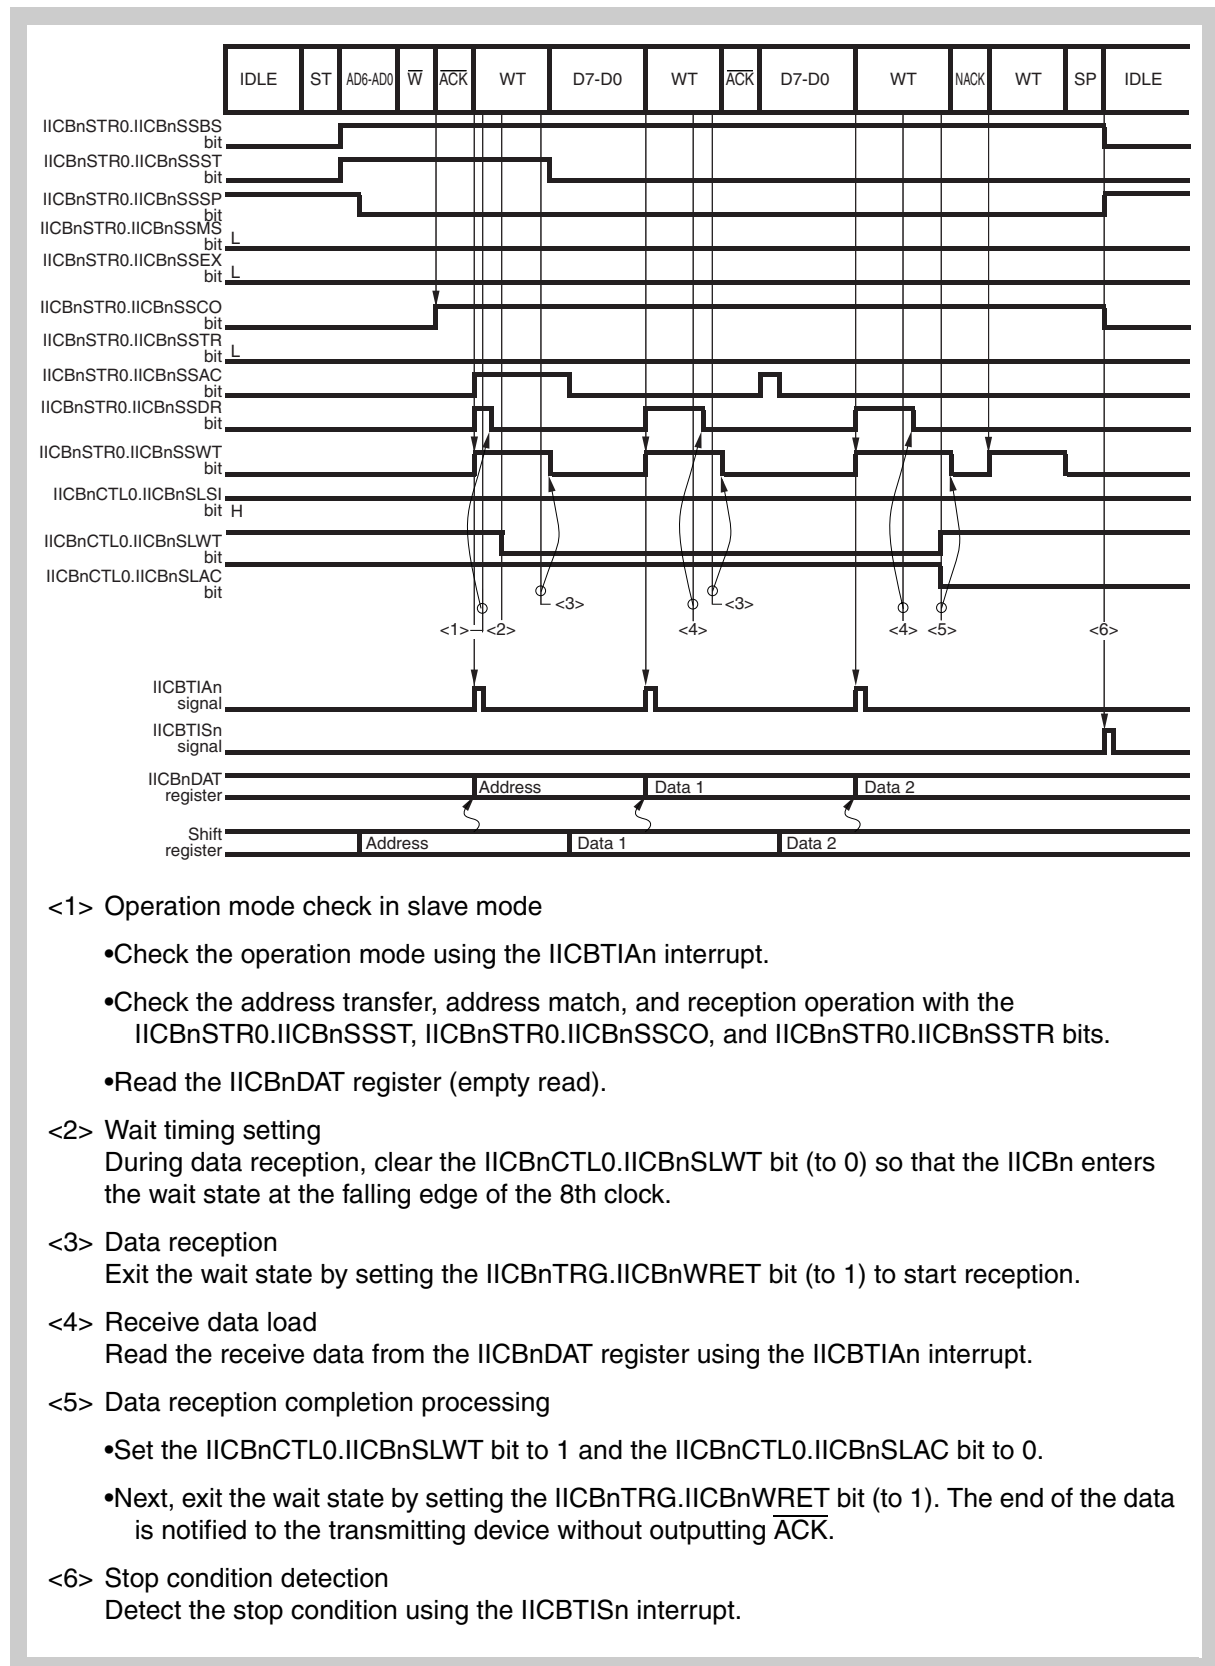 IDLE ST AD6-AD0 W ACK WT D7-D0 WT ACK D7-D0 WT NACK WT SP IDLE
IICBnSTR0.IICBnSSBS
bit
IICBnSTR0.IICBnSSST
bit
IICBnSTR0.IICBnSSSP
bit
IICBnSTR0.IICBnSSMS
bit L
IICBnSTR0.IICBnSSEX
bit L
IICBnSTR0.IICBnSSCO
bit
IICBnSTR0.IICBnSSTR
bit L
IICBnSTR0.IICBnSSAC
bit
IICBnSTR0.IICBnSSDR
bit
IICBnSTR0.IICBnSSWT
bit
IICBnCTL0.IICBnSLSI
bit H
IICBnCTL0.IICBnSLWT
bit
IICBnCTL0.IICBnSLAC
bit
<3> <3>
<1> <2> <4> <4> <5> <6>
IICBTIAn
signal
IICBTISn
signal
IICBnDAT
register
Address Data 1 Data 2
Shift
register
Address Data 1 Data 2
<1> Operation mode check in slave mode
•Check the operation mode using the IICBTIAn interrupt.
•Check the address transfer, address match, and reception operation with the
IICBnSTR0.IICBnSSST, IICBnSTR0.IICBnSSCO, and IICBnSTR0.IICBnSSTR bits.
•Read the IICBnDAT register (empty read).
<2> Wait timing setting
During data reception, clear the IICBnCTL0.IICBnSLWT bit (to 0) so that the IICBn enters
the wait state at the falling edge of the 8th clock.
<3> Data reception
Exit the wait state by setting the IICBnTRG.IICBnWRET bit (to 1) to start reception.
<4> Receive data load
Read the receive data from the IICBnDAT register using the IICBTIAn interrupt.
<5> Data reception completion processing
•Set the IICBnCTL0.IICBnSLWT bit to 1 and the IICBnCTL0.IICBnSLAC bit to 0.
•Next, exit the wait state by setting the IICBnTRG.IICBnWRET bit (to 1). The end of the data
is notified to the transmitting device without outputting ACK.
<6> Stop condition detection
Detect the stop condition using the IICBTISn interrupt.